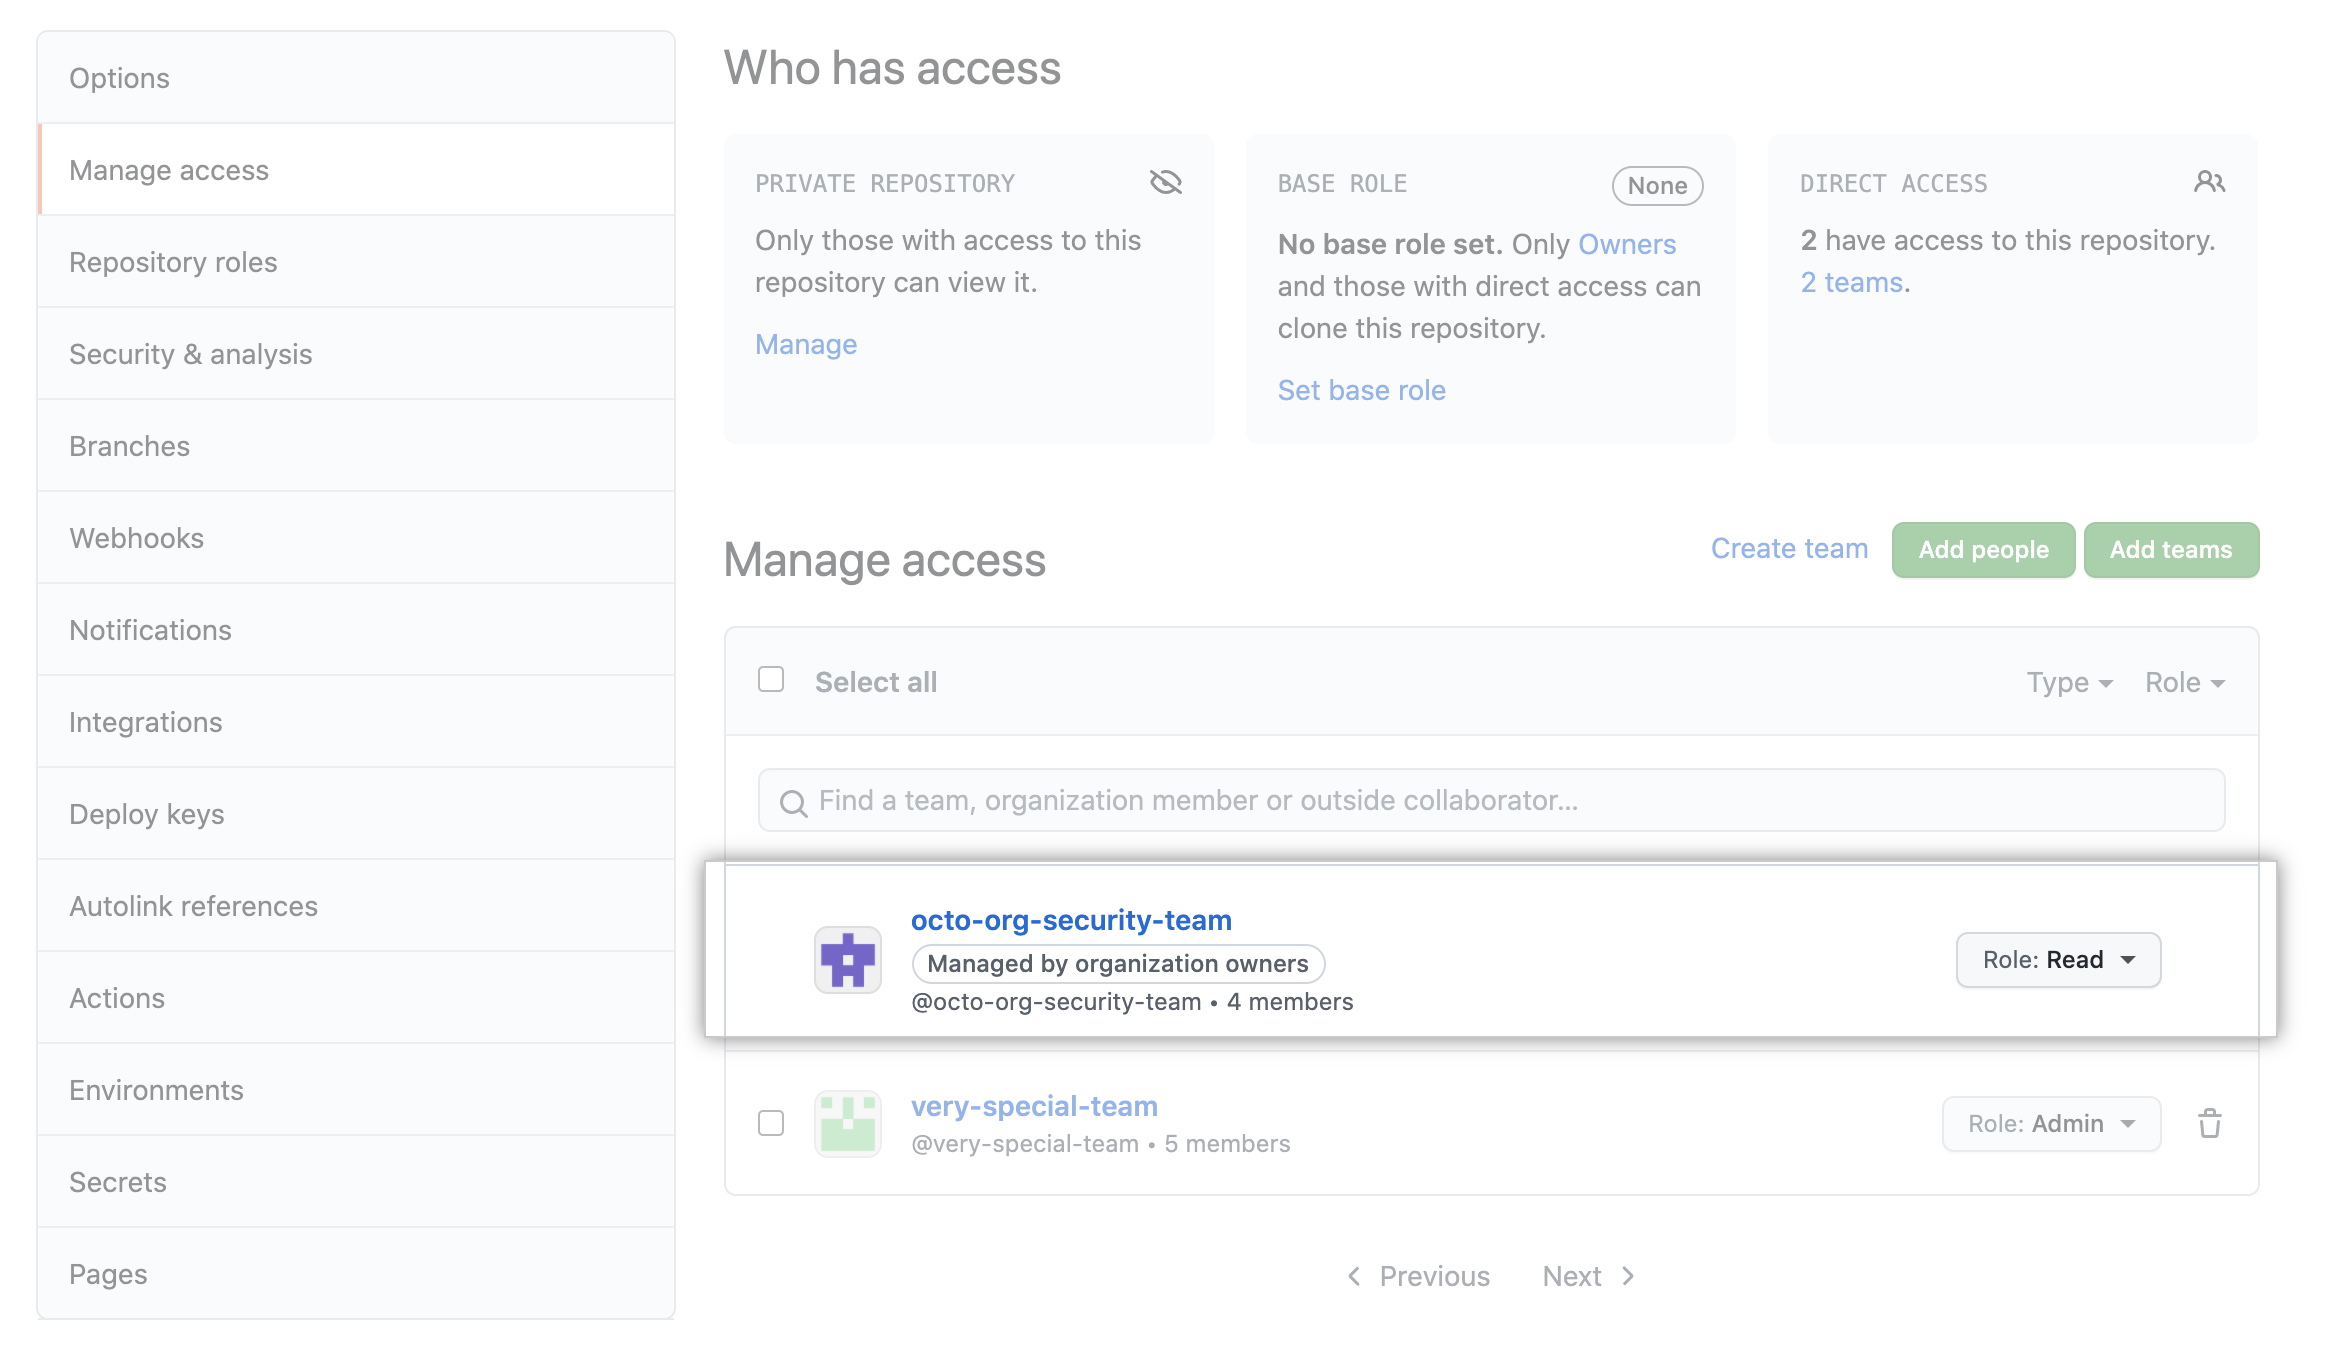 Options
Manage access
Repository roles
Security & analysis
Branches
Webhooks
Notifications
Integrations
Deploy keys
Autolink references
Actions
Environments
Secrets
Pages
Who has access
PRIVATE REPOSITORY
Only those with access to this
repository can view it.
Manage
BASE ROLE
None
No base role set. Only Owners
and those with direct access can
clone this repository.
Set base role
DIRECT ACCESS
2 have access to this repository.
2 teams.
Manage access
Create team
Add people
Add teams
Select all
Type
Role
Find a team, organization member or outside collaborator...
octo-org-security-team
Managed by organization owners
@octo-org-security-team • 4 members
Role: Read
very-special-team
@very-special-team • 5 members
Role: Admin
Previous
Next